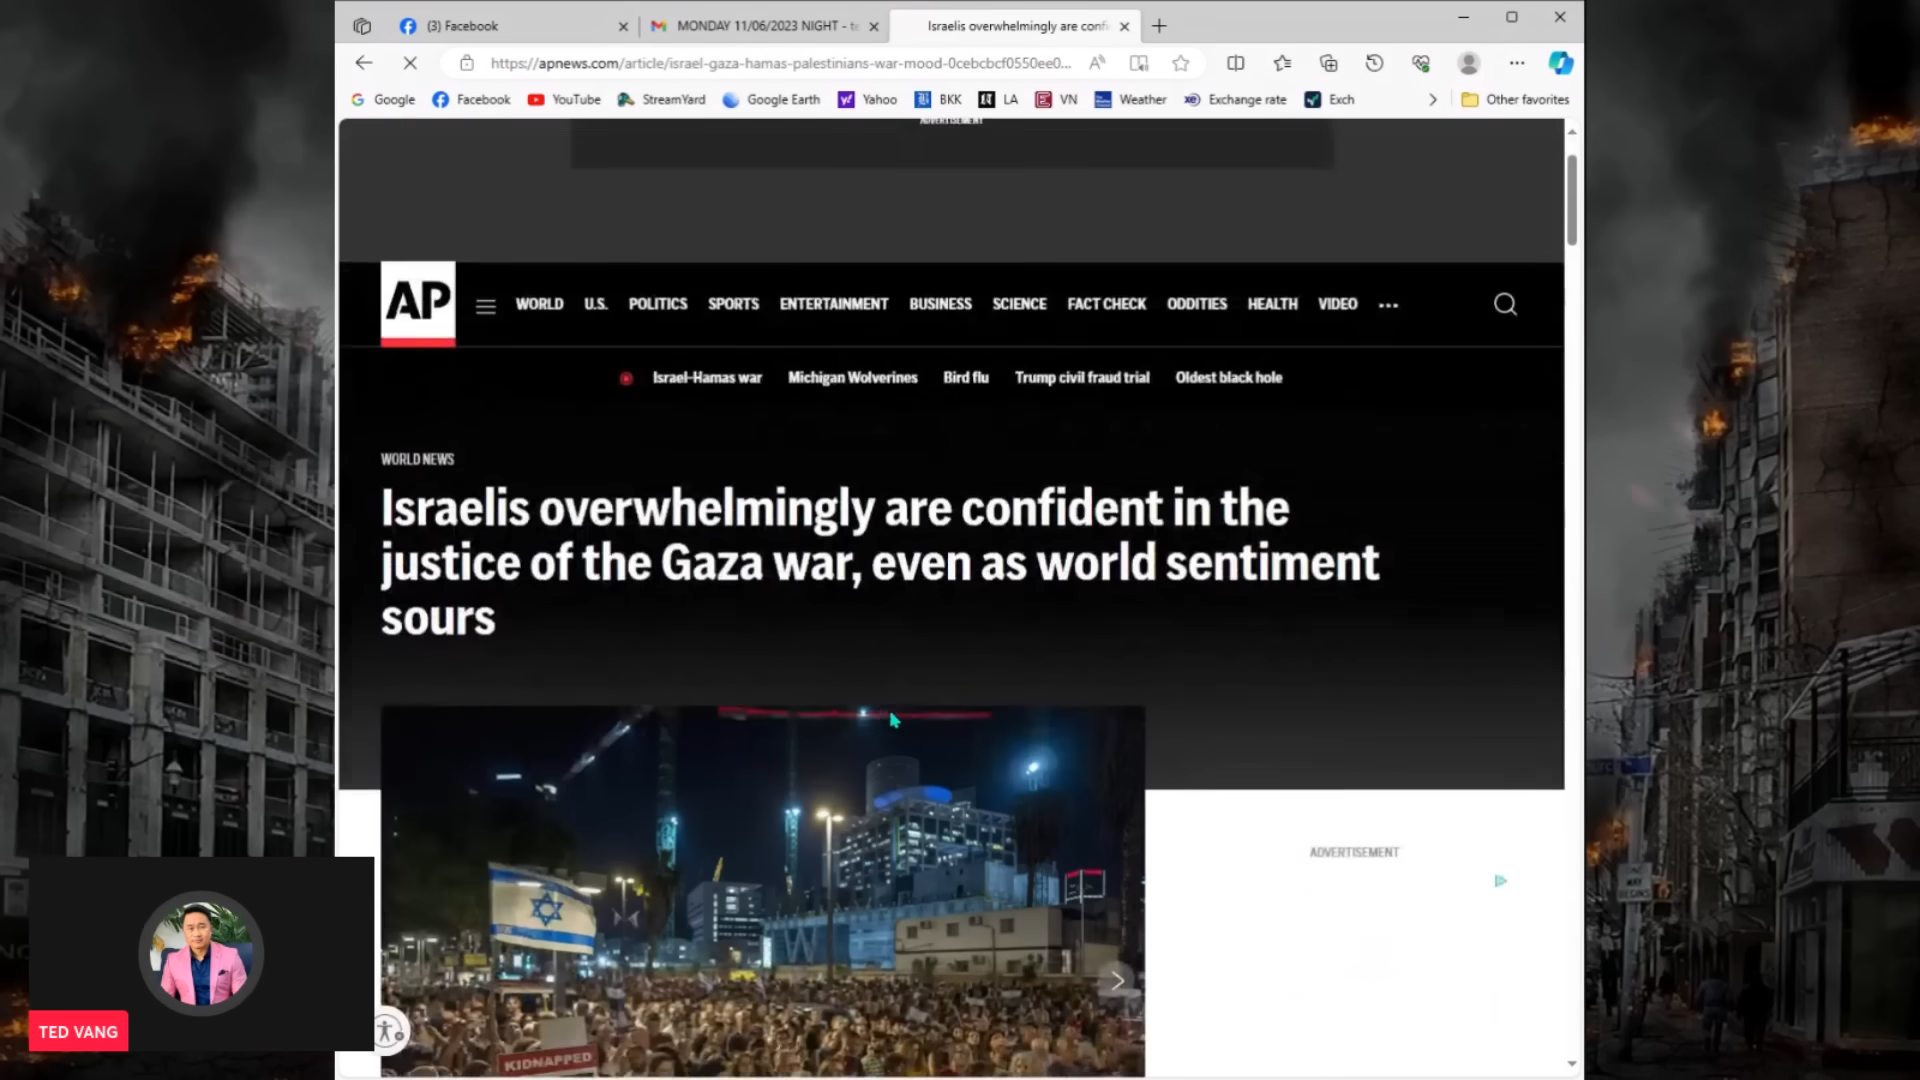 (3) Facebook
MONDAY 11/06/2023 NIGHT - te
Israelis overwhelmingly are confi
https://apnews.com/article/israel-gaza-hamas-palestinians-war-mood-0cebcbcf0550ee0...
Google Facebook YouTube StreamYard Google Earth Yahoo BKK LA VN Weather Exchange rate Exch Other favorites
ADVERTISEMENT
AP WORLD U.S. POLITICS SPORTS ENTERTAINMENT BUSINESS SCIENCE FACT CHECK ODDITIES HEALTH VIDEO
Israel-Hamas war Michigan Wolverines Bird flu Trump civil fraud trial Oldest black hole
WORLD NEWS
Israelis overwhelmingly are confident in the
justice of the Gaza war, even as world sentiment
sours
ADVERTISEMENT
KIDNAPPED
TED VANG